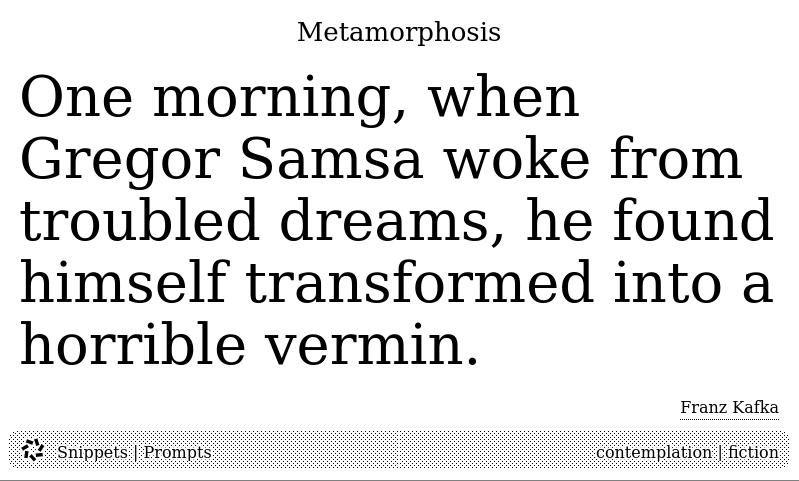 Metamorphosis
One morning, when
Gregor Samsa woke from
troubled dreams, he found
himself transformed into a
horrible vermin.
Franz Kafka
Snippets | Prompts
contemplation | fiction